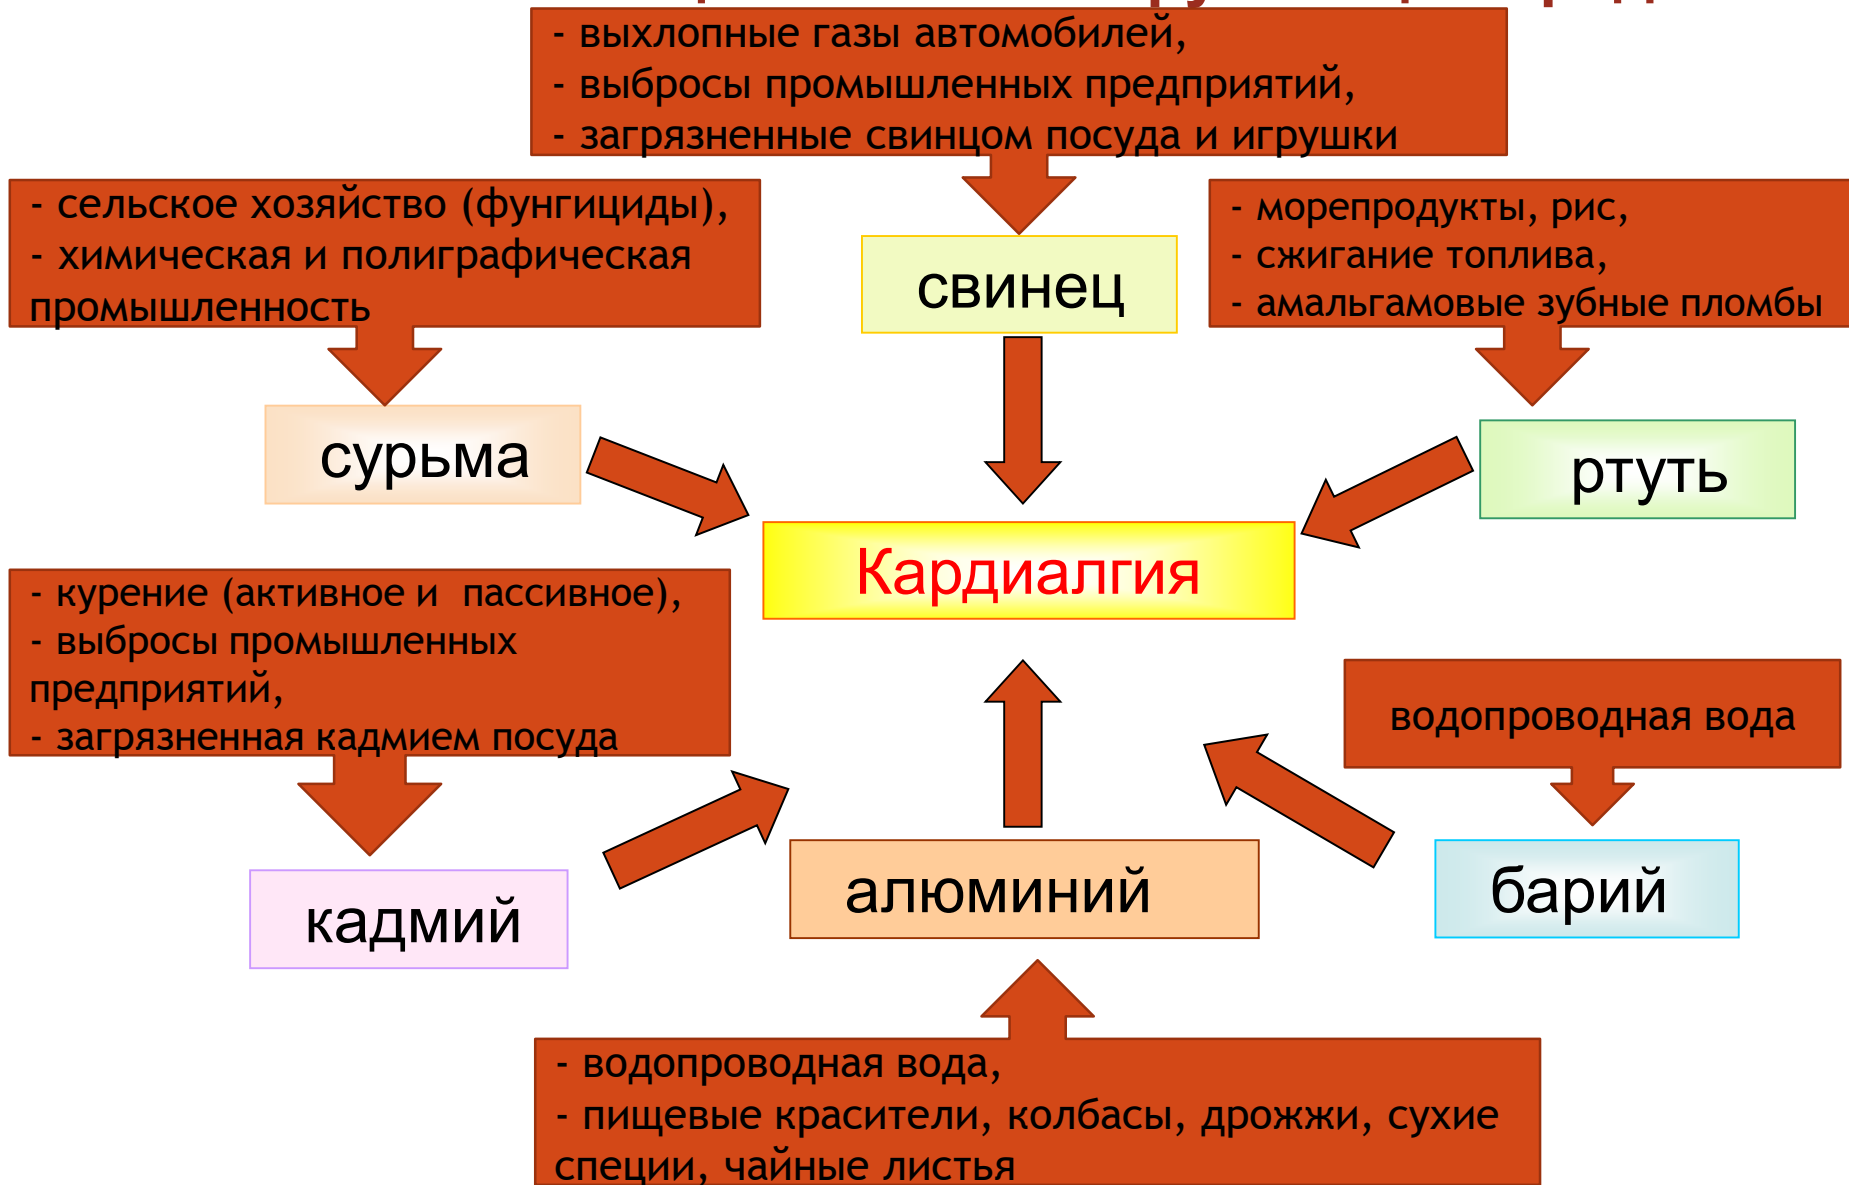 - выхлопные газы автомобилей,
- выбросы промышленных предприятий,
- загрязненные свинцом посуда и игрушки
- сельское хозяйство (фунгициды),
- химическая и полиграфическая
промышленность
свинец
- морепродукты, рис,
- сжигание топлива,
- амальгамовые зубные пломбы
сурьма
ртуть
Кардиалгия
- курение (активное и  пассивное),
- выбросы промышленных
предприятий,
- загрязненная кадмием посуда
водопроводная вода
кадмий
алюминий
барий
- водопроводная вода,
- пищевые красители, колбасы, дрожжи, сухие
специи, чайные листья